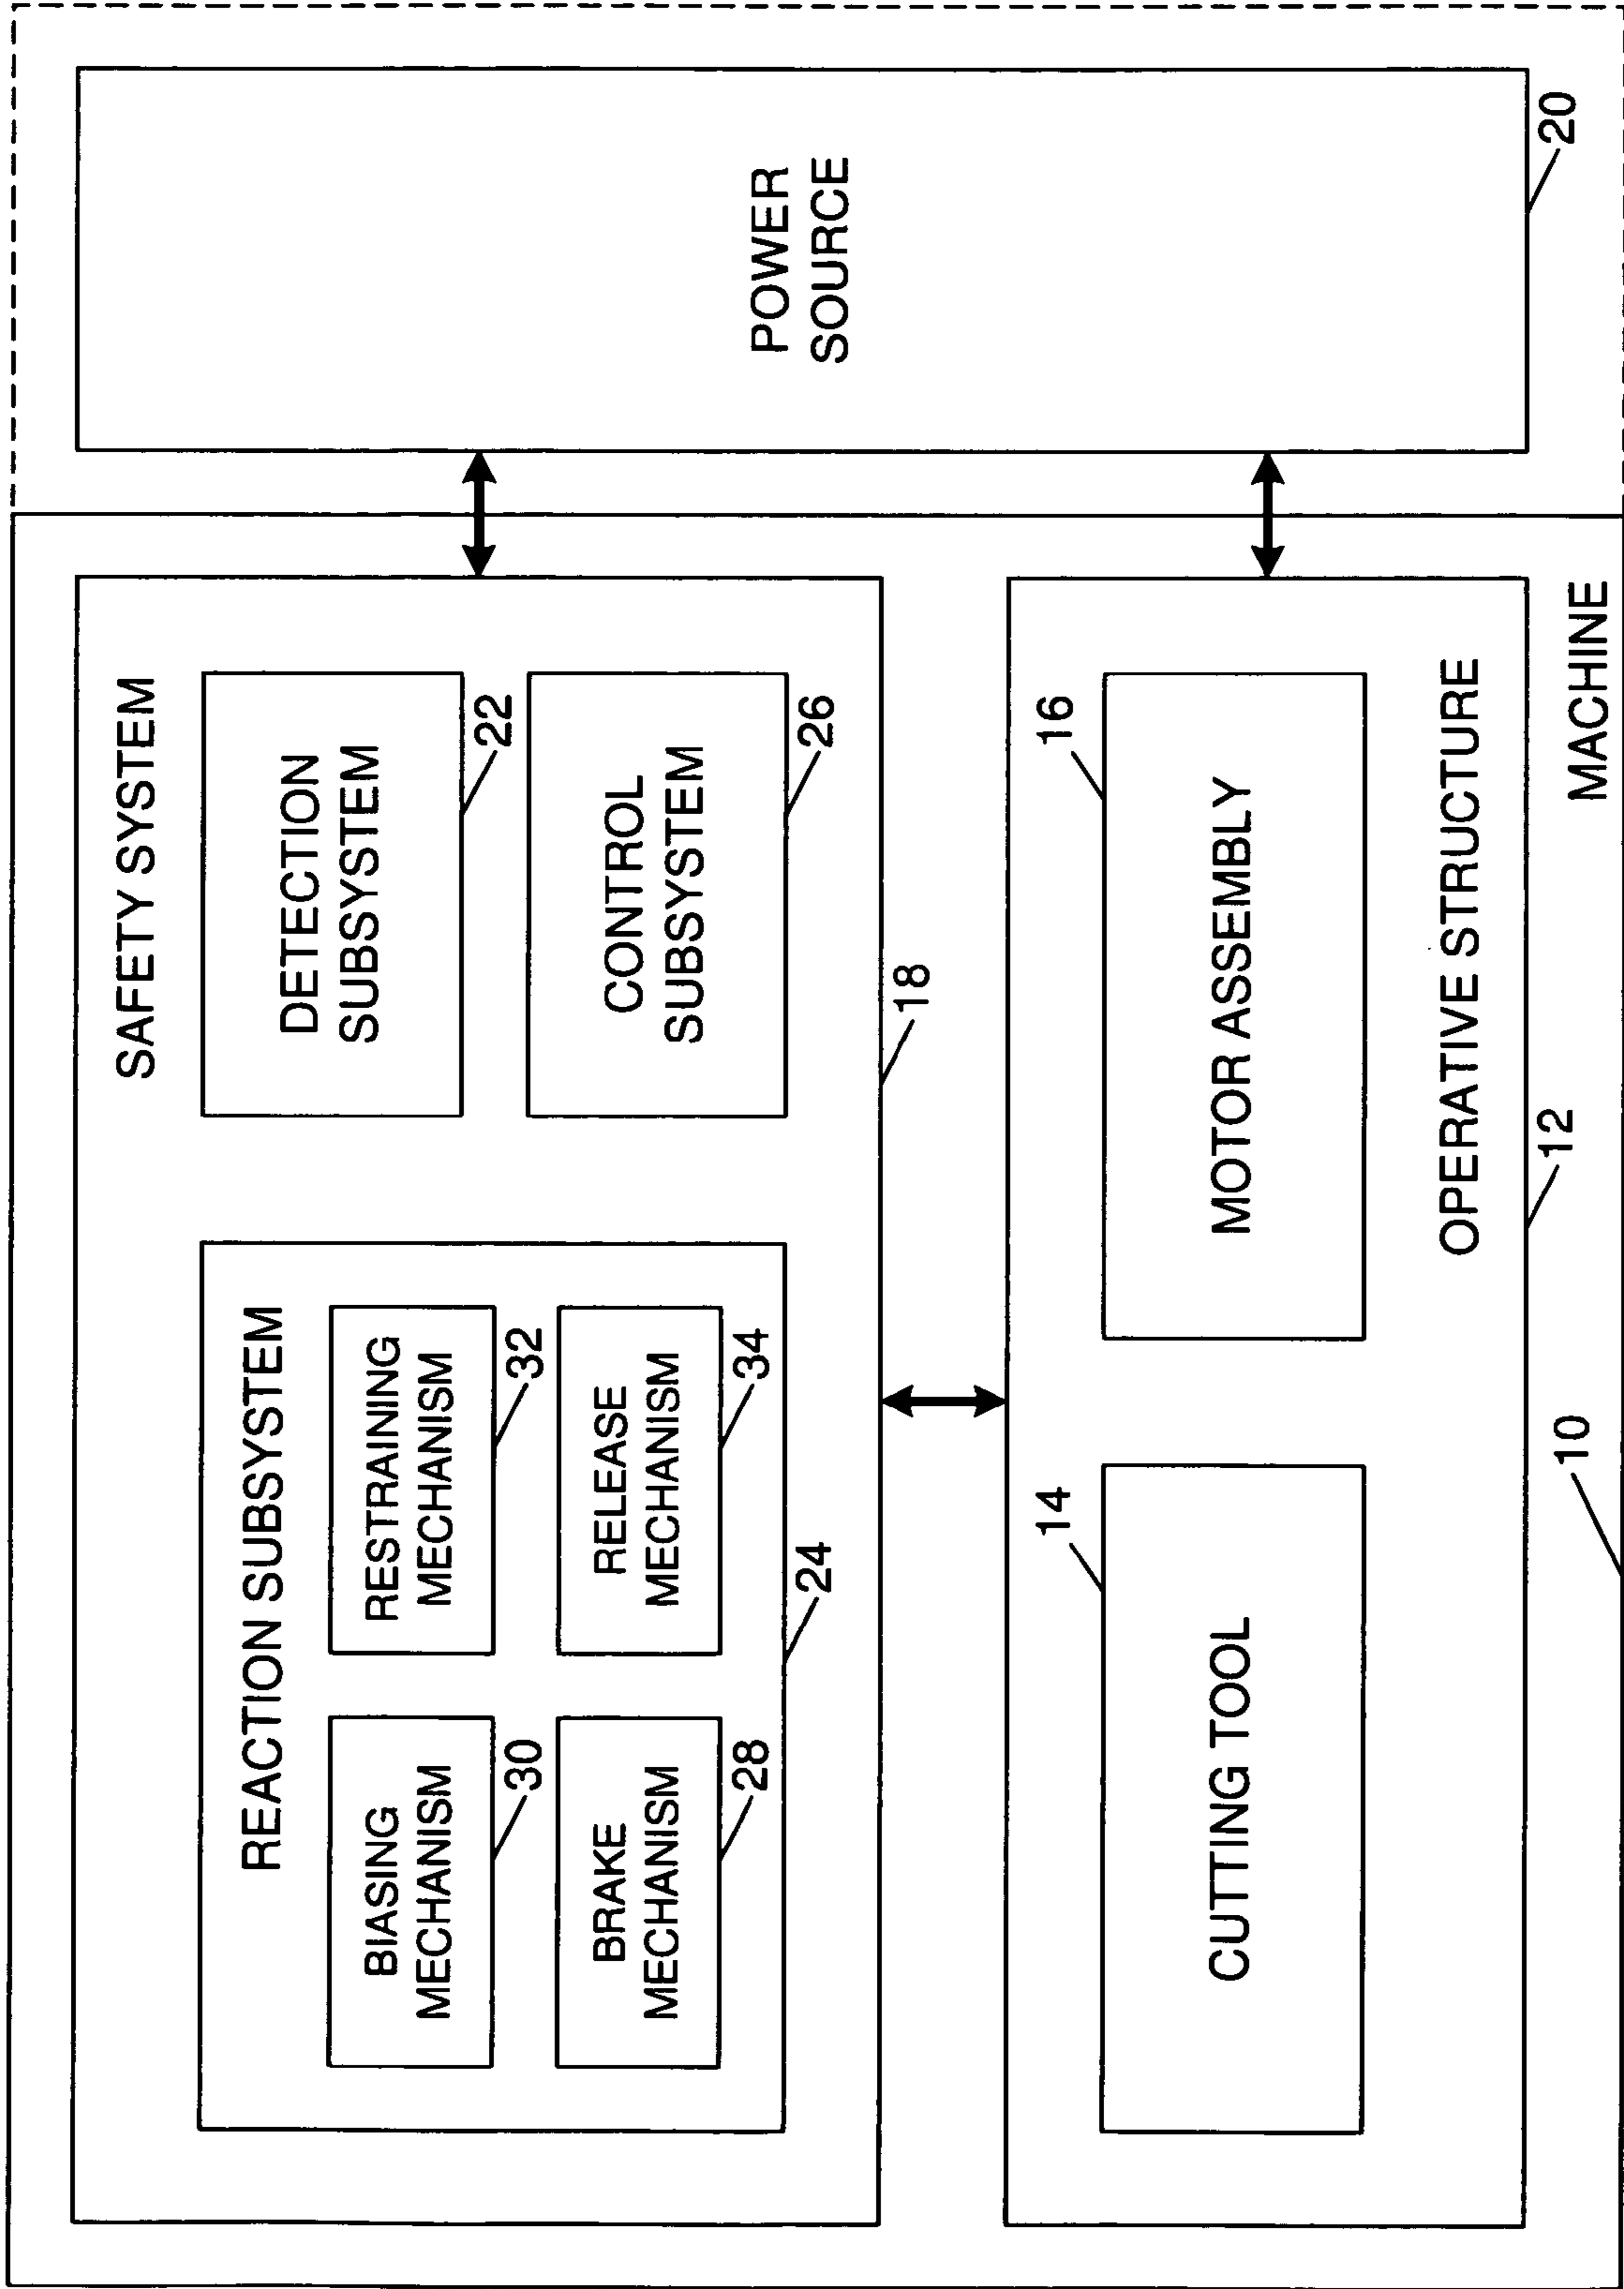 SAFETY SYSTEM
REACTION SUBSYSTEM
BIASING
MECHANISM
30
RESTRAINING
MECHANISM
32
BRAKE
MECHANISM
28
RELEASE
MECHANISM
34
24
DETECTION
SUBSYSTEM
22
CONTROL
SUBSYSTEM
26
18
POWER
SOURCE
20
14
CUTTING TOOL
16
MOTOR ASSEMBLY
OPERATIVE STRUCTURE
12
MACHINE
10